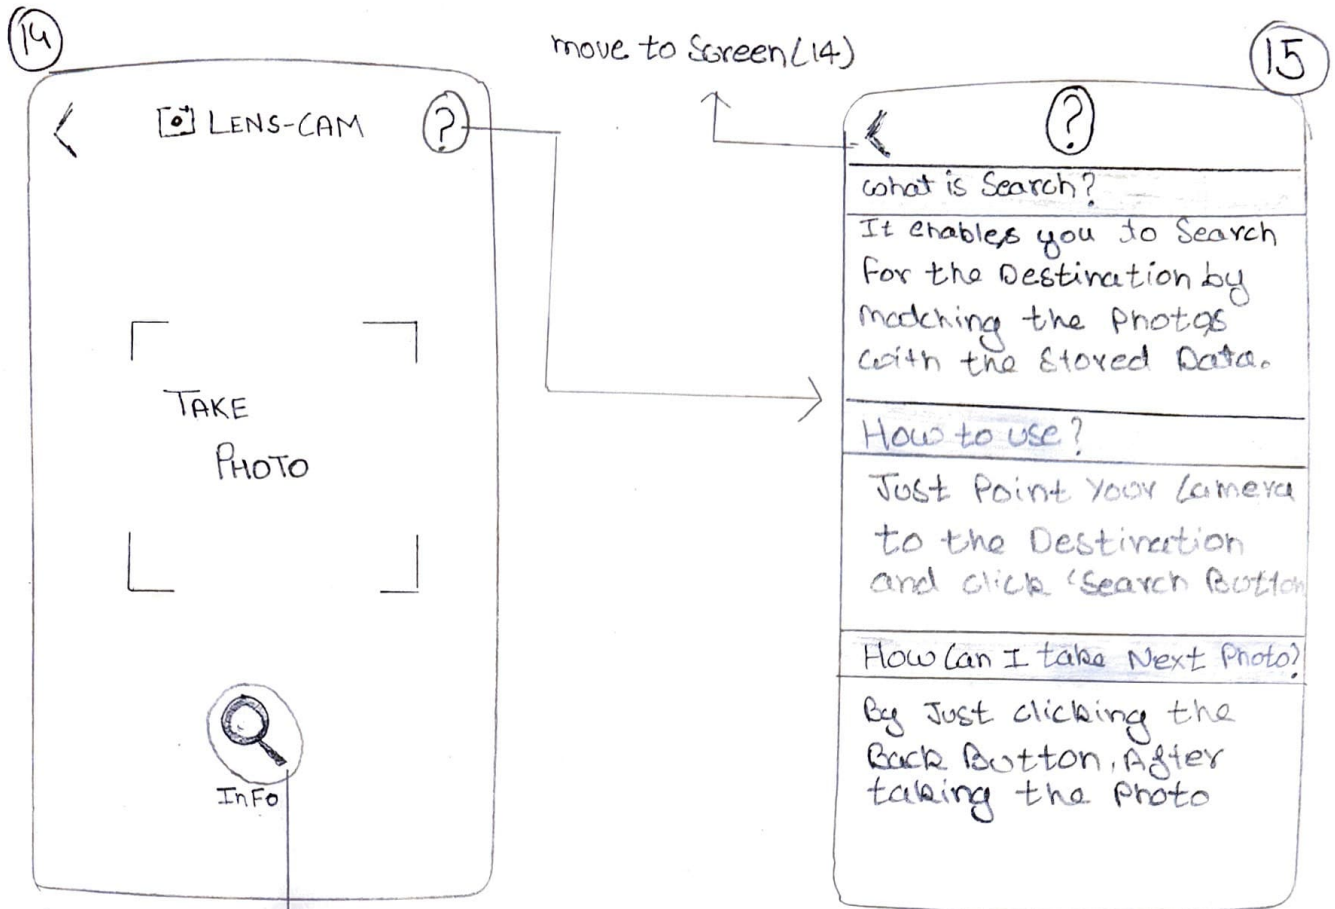 14
LENS-CAM ?
TAKE
PHOTO
InFo
move to Screen (14)
15
?
what is Search?
It enables you to Search
For the Destination by
matching the Photos
with the Stored Data.
How to use?
Just Point Your Camera
to the Destination
and click 'Search Button
How Can I take Next Photo?
By Just clicking the
Back Button, After
taking the Photo